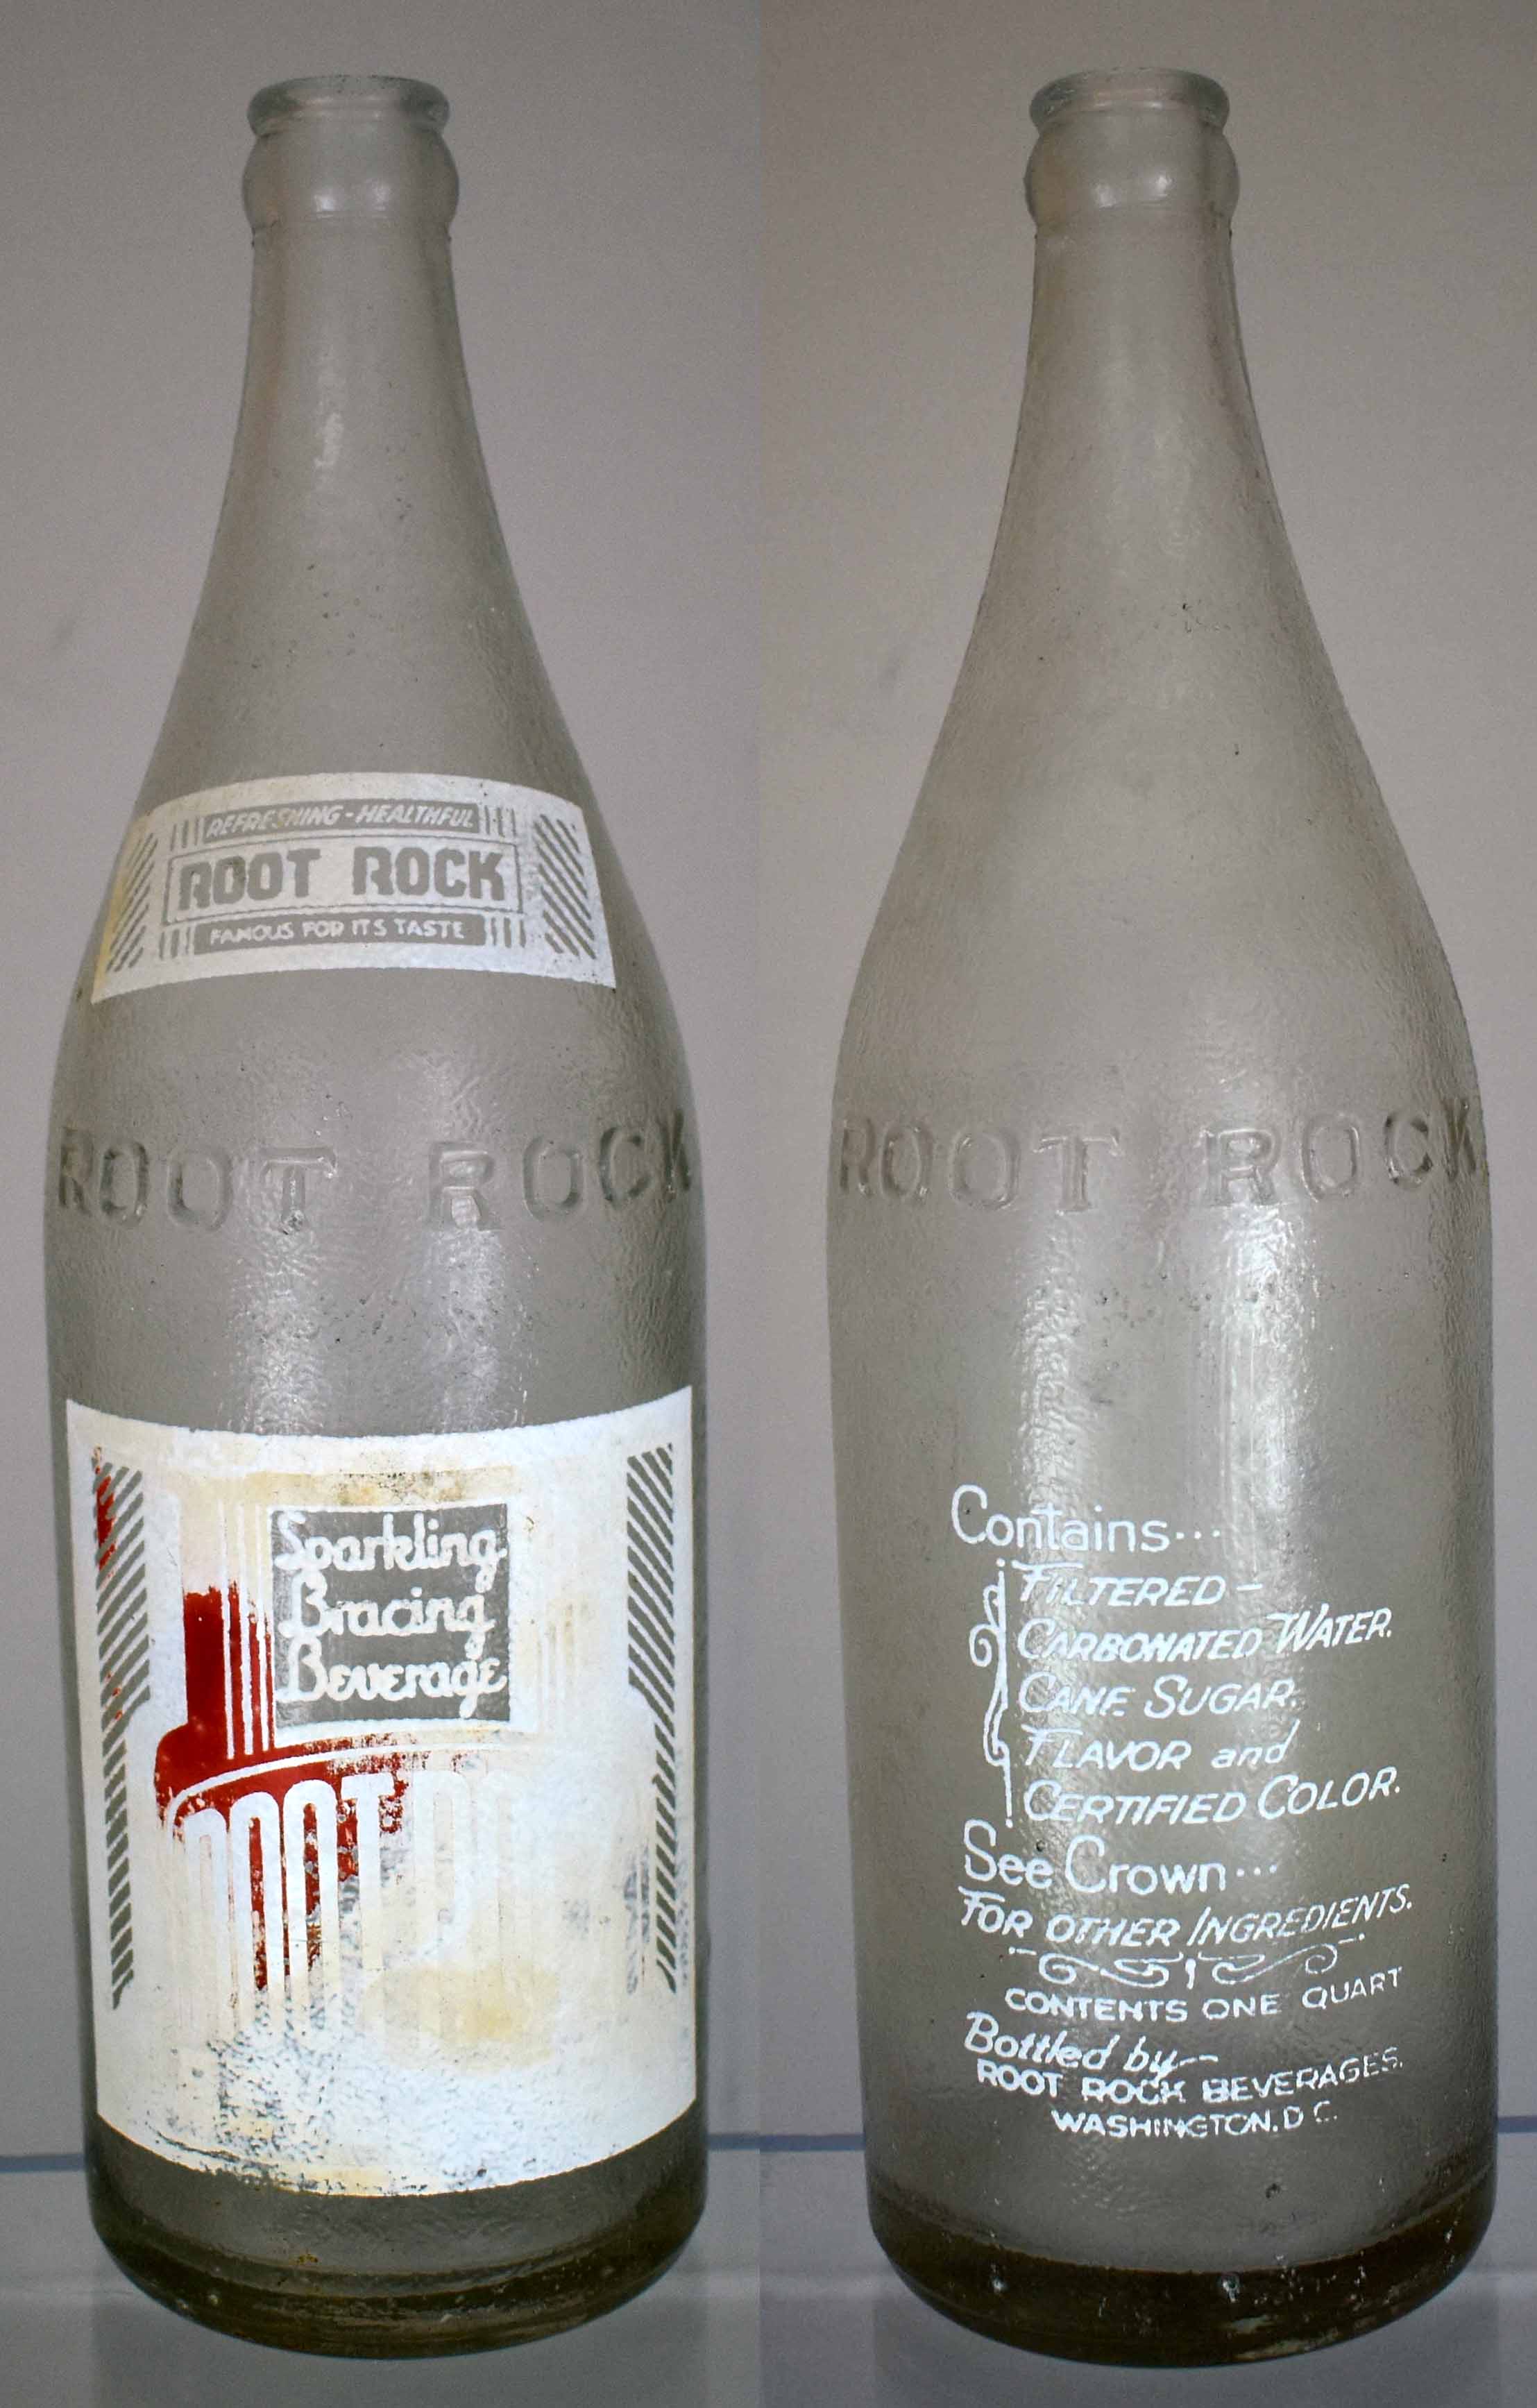 REFRESHING - HEALTHFUL
ROOT ROCK
FAMOUS FOR ITS TASTE
ROOT ROCK
Sparkling
Bracing
Beverage
ROOT
ROOT ROCK
Contains...
FILTERED -
CARBONATED WATER.
CANE SUGAR.
FLAVOR and
CERTIFIED COLOR.
See Crown...
FOR OTHER INGREDIENTS.
CONTENTS ONE QUART
Bottled by--
ROOT ROCK BEVERAGES.
WASHINGTON, D C.